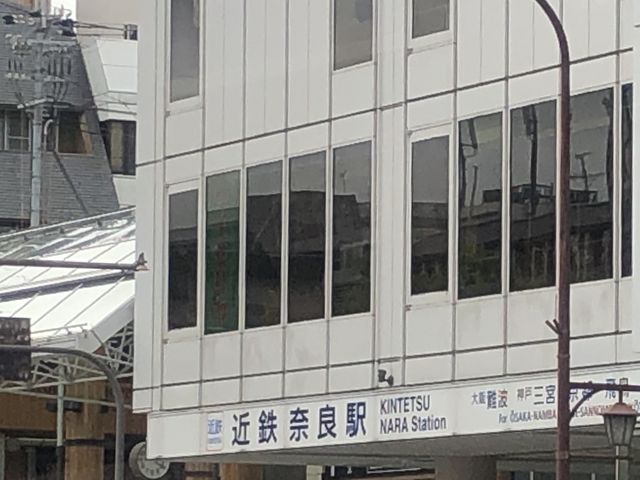 近鉄
近鉄奈良駅
KINTETSU
NARA Station
大阪 難波 神戸 三宮
For ŌSAKA-NAMBA
-SANNOM